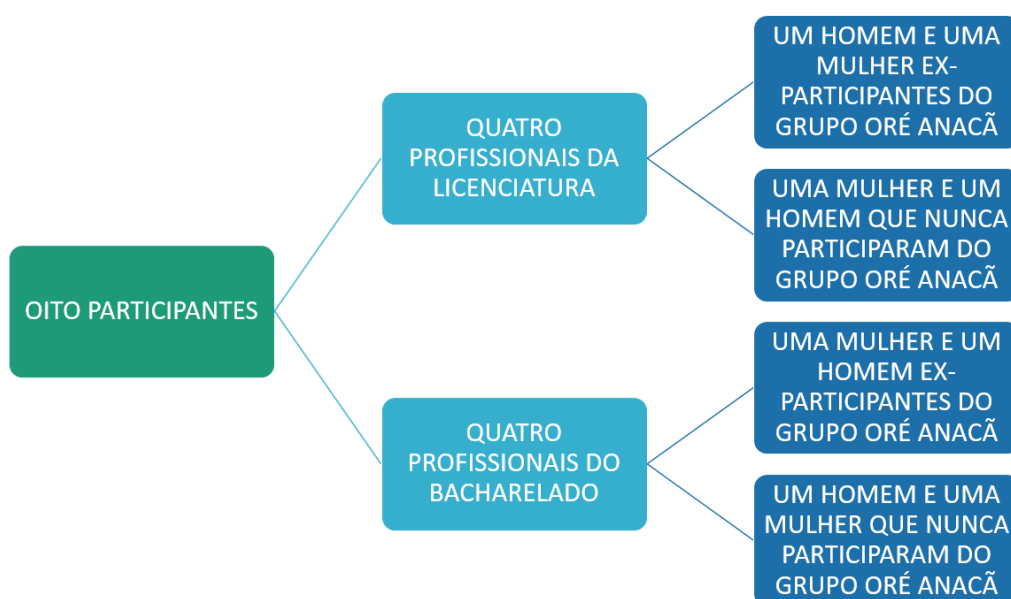 OITO PARTICIPANTES
QUATRO
PROFISSIONAIS DA
LICENCIATURA
UM HOMEM E UMA
MULHER EX-
PARTICIPANTES DO
GRUPO ORÉ ANACÃ
UMA MULHER E UM
HOMEM QUE NUNCA
PARTICIPARAM DO
GRUPO ORÉ ANACÃ
QUATRO
PROFISSIONAIS DO
BACHARELADO
UMA MULHER E UM
HOMEM EX-
PARTICIPANTES DO
GRUPO ORÉ ANACÃ
UM HOMEM E UMA
MULHER QUE NUNCA
PARTICIPARAM DO
GRUPO ORÉ ANACÃ